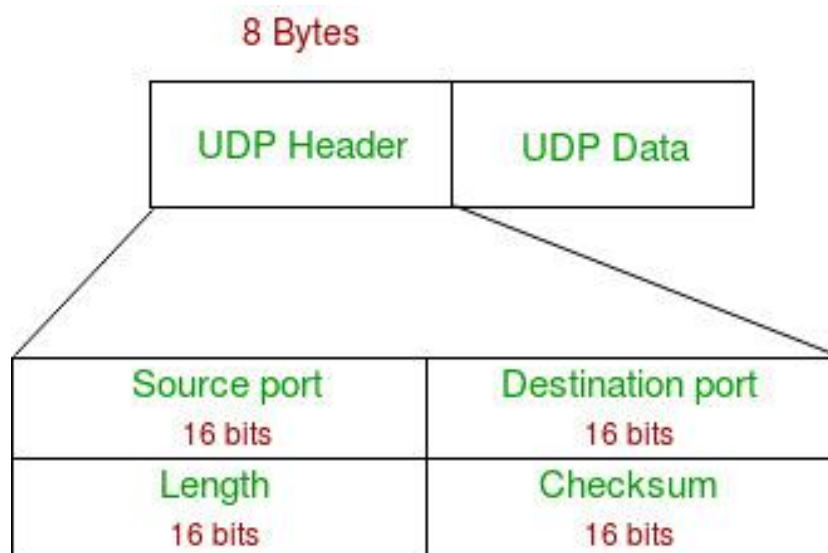 8 Bytes
UDP Header
UDP Data
Source port
16 bits
Destination port
16 bits
Length
16 bits
Checksum
16 bits